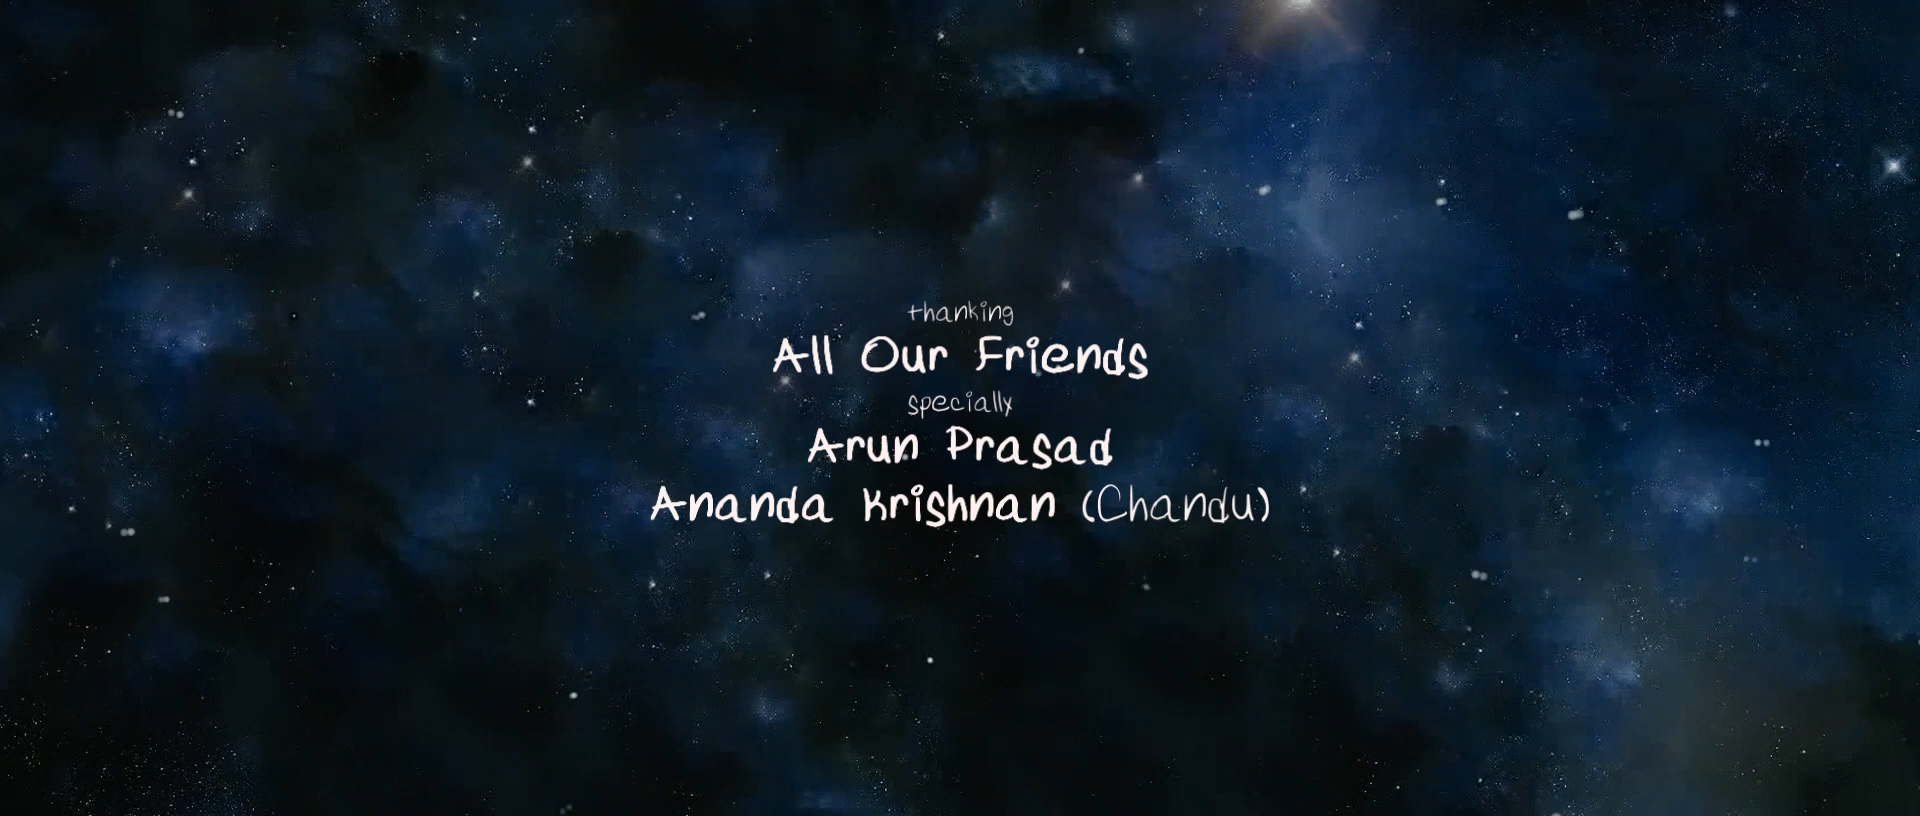 thanking
All Our Friends
specially
Arun Prasad
Ananda Krishnan (Chandu)